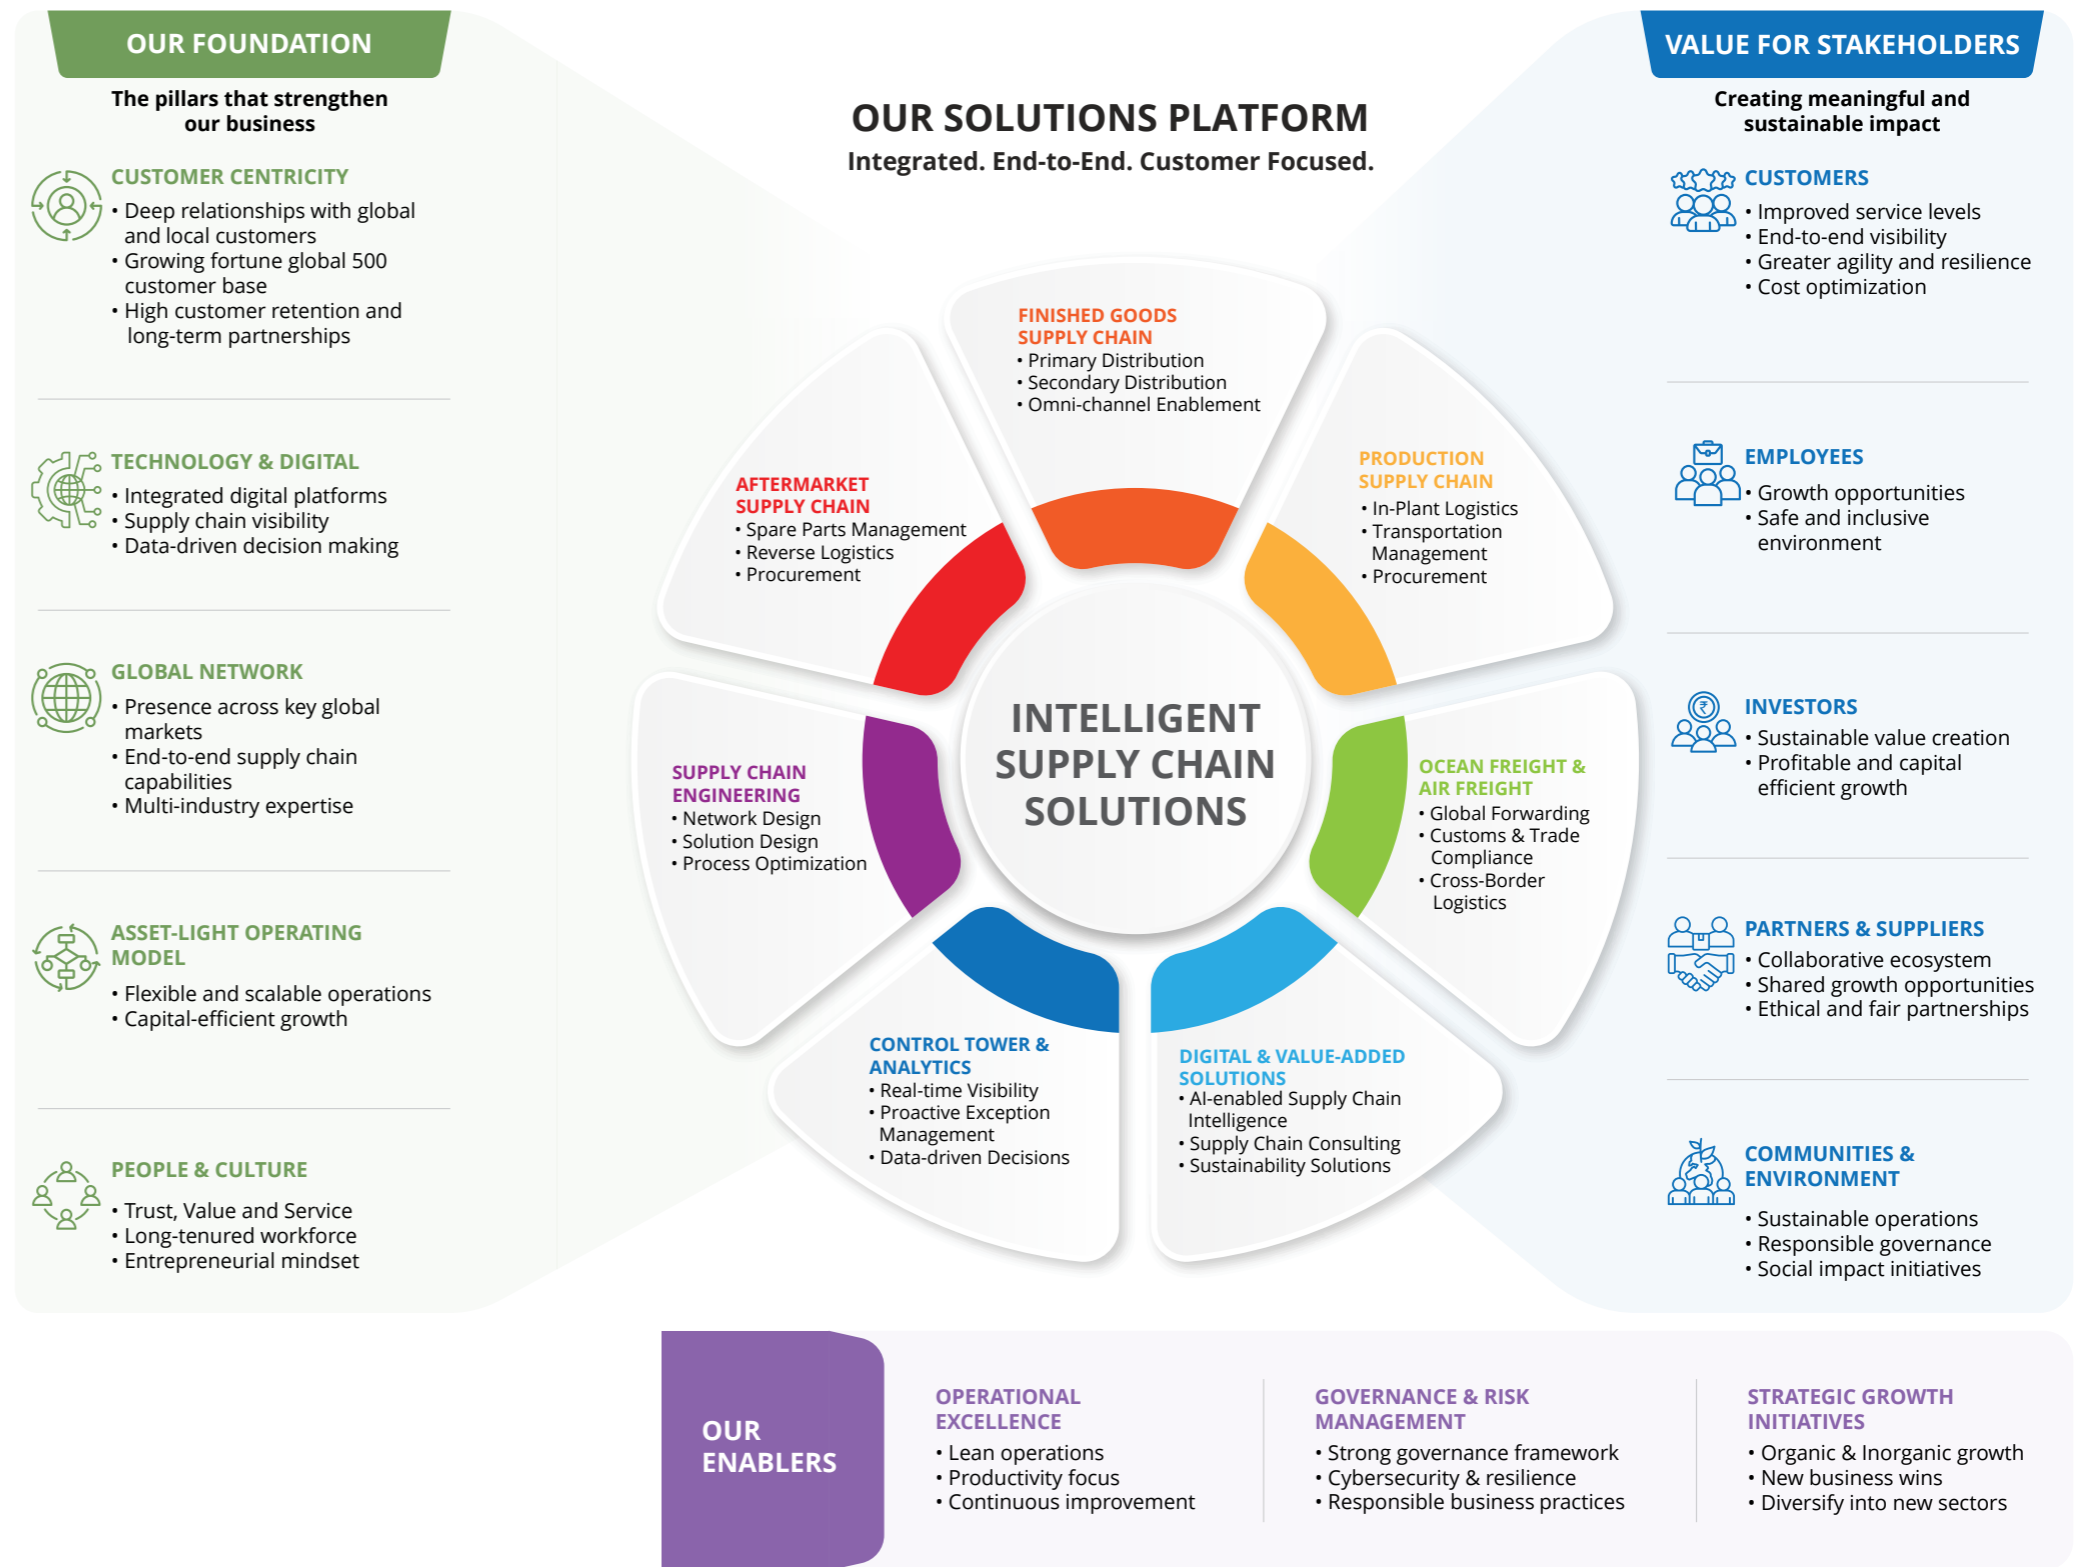 OUR FOUNDATION
The pillars that strengthen
our business
CUSTOMER CENTRICITY
• Deep relationships with global
and local customers
• Growing fortune global 500
customer base
• High customer retention and
long-term partnerships
TECHNOLOGY & DIGITAL
• Integrated digital platforms
• Supply chain visibility
• Data-driven decision making
GLOBAL NETWORK
• Presence across key global
markets
• End-to-end supply chain
capabilities
• Multi-industry expertise
ASSET-LIGHT OPERATING
MODEL
• Flexible and scalable operations
• Capital-efficient growth
PEOPLE & CULTURE
• Trust, Value and Service
• Long-tenured workforce
• Entrepreneurial mindset
OUR SOLUTIONS PLATFORM
Integrated. End-to-End. Customer Focused.
FINISHED GOODS
SUPPLY CHAIN
• Primary Distribution
• Secondary Distribution
• Omni-channel Enablement
PRODUCTION
SUPPLY CHAIN
• In-Plant Logistics
• Transportation
Management
• Procurement
OCEAN FREIGHT &
AIR FREIGHT
• Global Forwarding
• Customs & Trade
Compliance
• Cross-Border
Logistics
DIGITAL & VALUE-ADDED
SOLUTIONS
• AI-enabled Supply Chain
Intelligence
• Supply Chain Consulting
• Sustainability Solutions
CONTROL TOWER &
ANALYTICS
• Real-time Visibility
• Proactive Exception
Management
• Data-driven Decisions
SUPPLY CHAIN
ENGINEERING
• Network Design
• Solution Design
• Process Optimization
AFTERMARKET
SUPPLY CHAIN
• Spare Parts Management
• Reverse Logistics
• Procurement
INTELLIGENT
SUPPLY CHAIN
SOLUTIONS
VALUE FOR STAKEHOLDERS
Creating meaningful and
sustainable impact
CUSTOMERS
• Improved service levels
• End-to-end visibility
• Greater agility and resilience
• Cost optimization
EMPLOYEES
• Growth opportunities
• Safe and inclusive
environment
₹
INVESTORS
• Sustainable value creation
• Profitable and capital
efficient growth
PARTNERS & SUPPLIERS
• Collaborative ecosystem
• Shared growth opportunities
• Ethical and fair partnerships
COMMUNITIES &
ENVIRONMENT
• Sustainable operations
• Responsible governance
• Social impact initiatives
OUR
ENABLERS
OPERATIONAL
EXCELLENCE
• Lean operations
• Productivity focus
• Continuous improvement
GOVERNANCE & RISK
MANAGEMENT
• Strong governance framework
• Cybersecurity & resilience
• Responsible business practices
STRATEGIC GROWTH
INITIATIVES
• Organic & Inorganic growth
• New business wins
• Diversify into new sectors